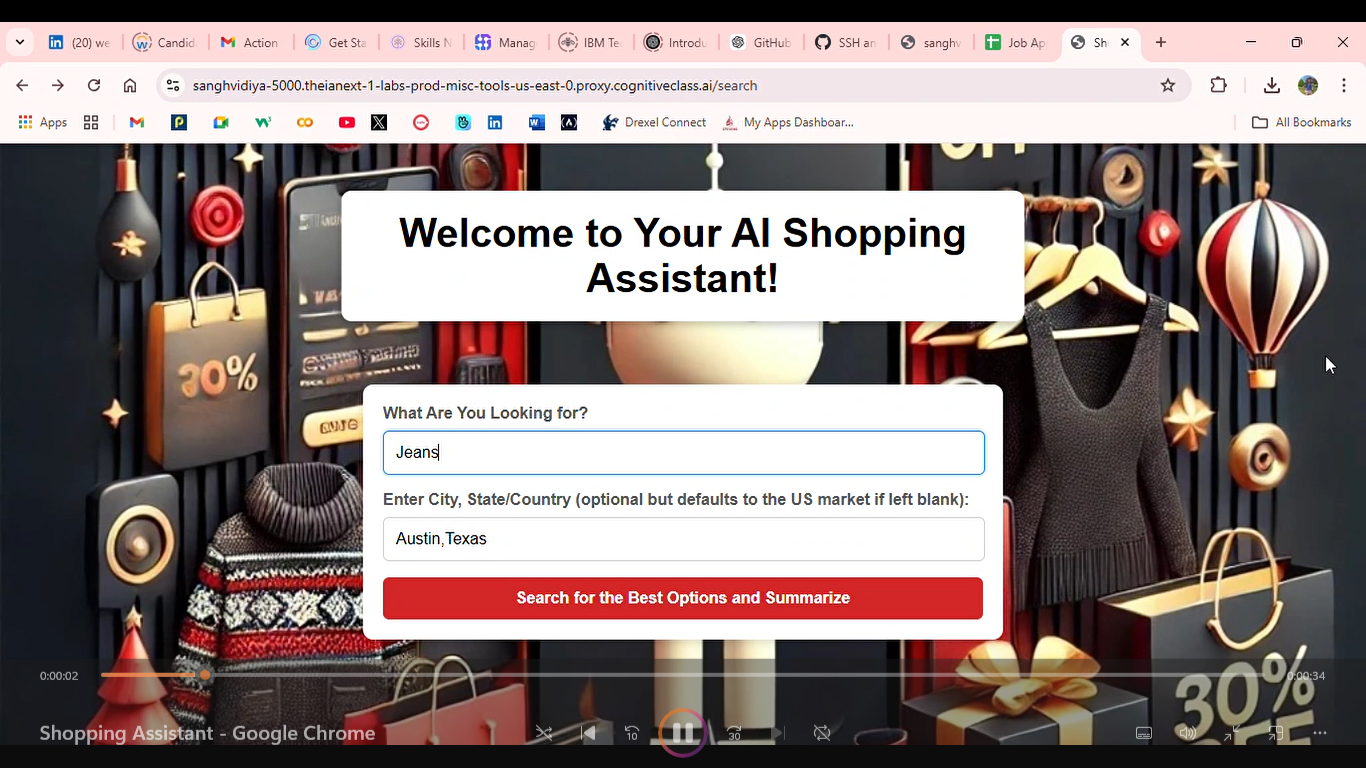 (20) we
Candid
Action
Get Sta
Skills N
Manag
IBM Te
Introdu
GitHub
SSH an
sanghv
Job Ap
Sh
sanghvidiya-5000.theianext-1-labs-prod-misc-tools-us-east-0.proxy.cognitiveclass.ai/search
Apps
Drexel Connect
My Apps Dashboar...
All Bookmarks
OFF
Welcome to Your AI Shopping
Assistant!
30%
What Are You Looking for?
Jeans
Enter City, State/Country (optional but defaults to the US market if left blank):
Austin,Texas
Search for the Best Options and Summarize
30%
0:00:02
0:00:34
Shopping Assistant - Google Chrome
10
30